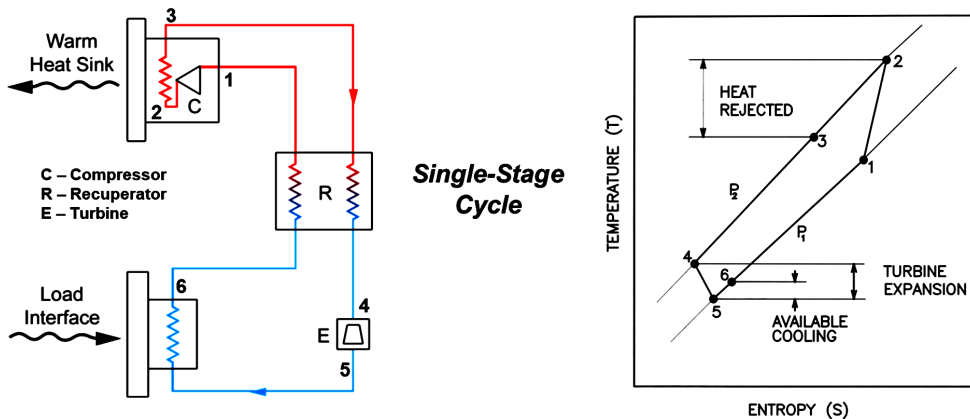 Warm
Heat Sink
3
1
2
C
C – Compressor
R – Recuperator
E – Turbine
R
Single-Stage
Cycle
6
Load
Interface
4
E
5
TEMPERATURE (T)
HEAT
REJECTED
2
3
1
P2
P1
4
6
5
TURBINE
EXPANSION
AVAILABLE
COOLING
ENTROPY (S)